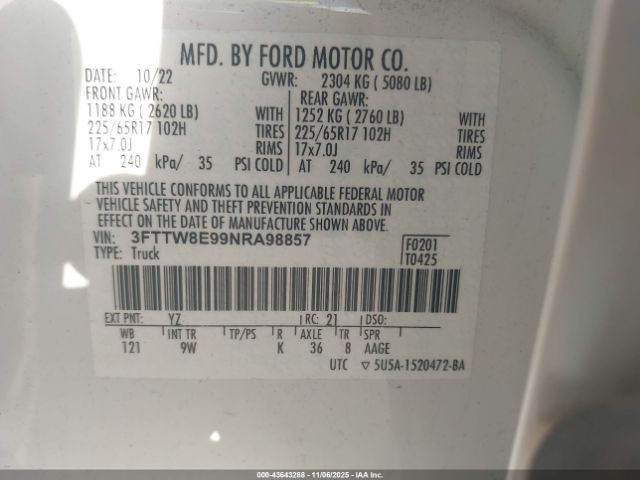 MFD. BY FORD MOTOR CO.
DATE: 10/22 GVWR: 2304 KG ( 5080 LB)
FRONT GAWR: REAR GAWR:
1188 KG ( 2620 LB) WITH 1252 KG ( 2760 LB) WITH
225/65R17 102H TIRES 225/65R17 102H TIRES
17x7.0J RIMS 17x7.0J RIMS
AT 240 kPa/ 35 PSI COLD AT 240 kPa/ 35 PSI COLD
THIS VEHICLE CONFORMS TO ALL APPLICABLE FEDERAL MOTOR
VEHICLE SAFETY AND THEFT PREVENTION STANDARDS IN
EFFECT ON THE DATE OF MANUFACTURE SHOWN ABOVE.
VIN: 3FTTW8E99NRA98857 F0201
TYPE: Truck T0425
EXT PNT: YZ RC: 21 DSO:
WB INT TR TP/PS R AXLE TR SPR
121 9W K 36 8 AAGE
UTC ▽ 5U5A-1520472-BA
000-43643288 - 11/06/2025 - IAAI.COM